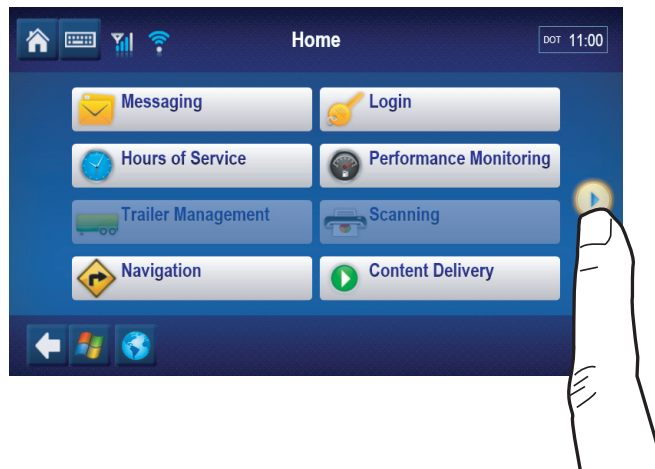 Home
DOT 11:00
Messaging
Login
Hours of Service
Performance Monitoring
Trailer Management
Scanning
Navigation
Content Delivery